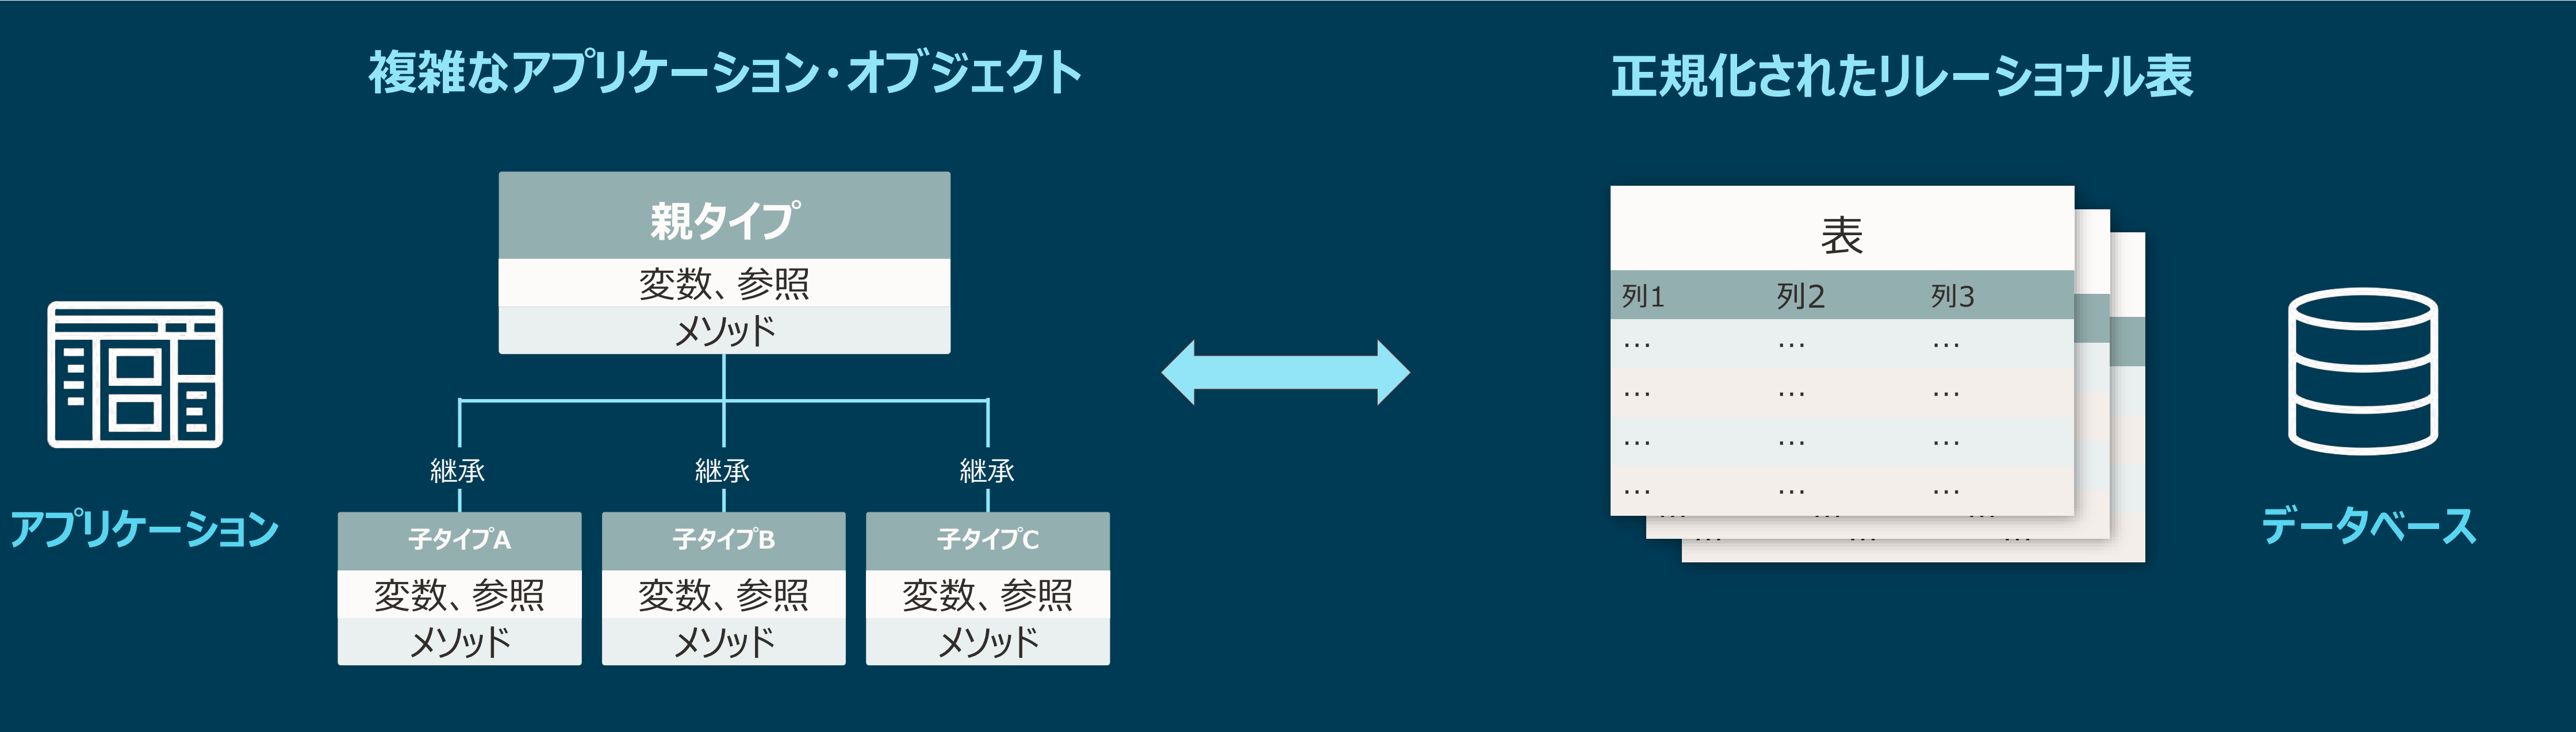 複雑なアプリケーション・オブジェクト
正規化されたリレーショナル表
親タイプ
変数、参照
メソッド
継承
継承
継承
子タイプA
変数、参照
メソッド
子タイプB
変数、参照
メソッド
子タイプC
変数、参照
メソッド
アプリケーション
表
列1 列2 列3
… … …
… … …
… … …
… … …
… … …
… … …
データベース